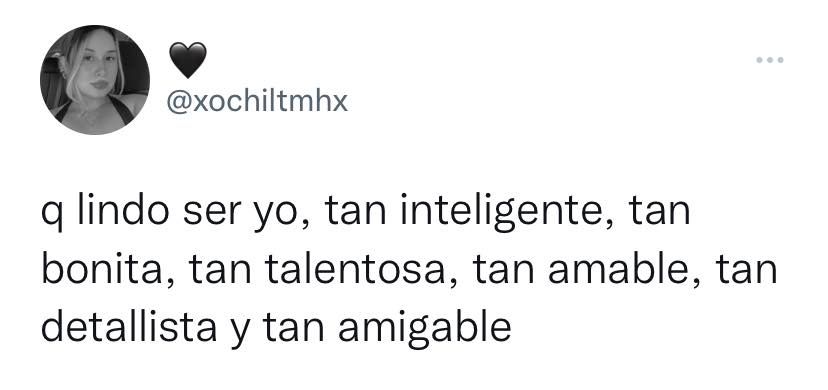 🖤
@xochiltmhx
q lindo ser yo, tan inteligente, tan
bonita, tan talentosa, tan amable, tan
detallista y tan amigable